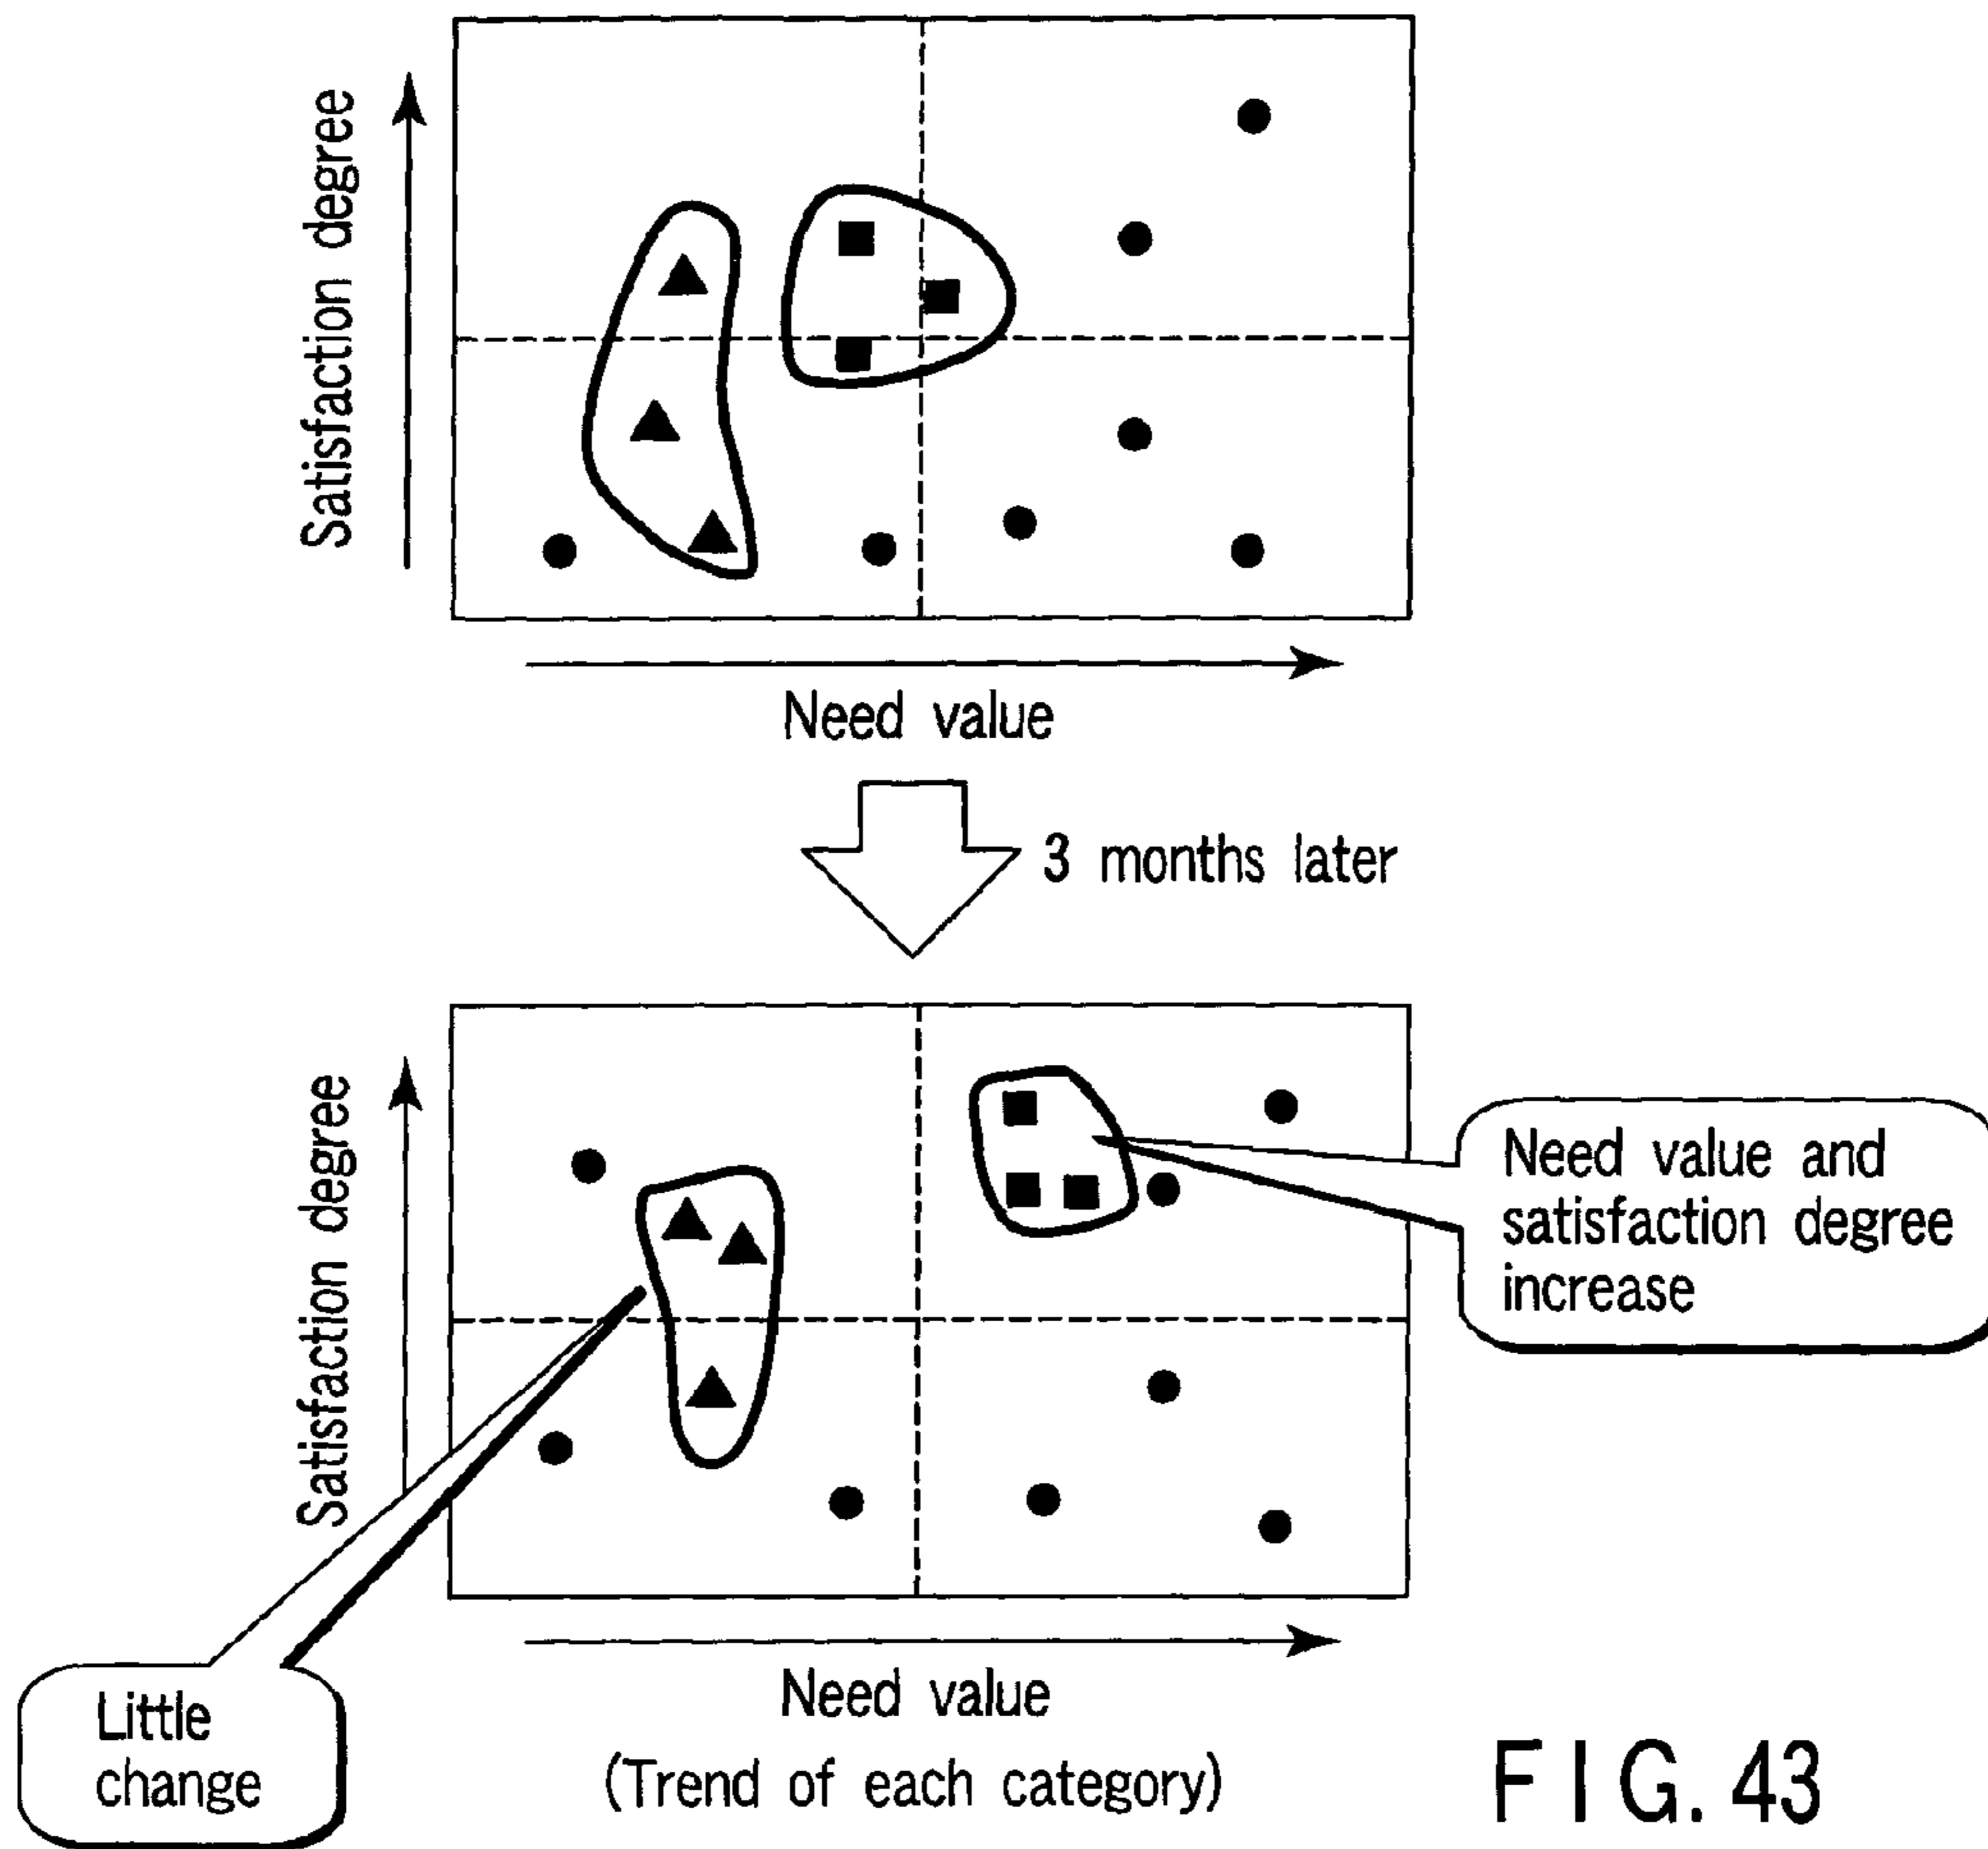 Satisfaction degree
Need value
3 months later
Satisfaction degree
Need value and
satisfaction degree
increase
Little
change
Need value
(Trend of each category)
FIG. 43